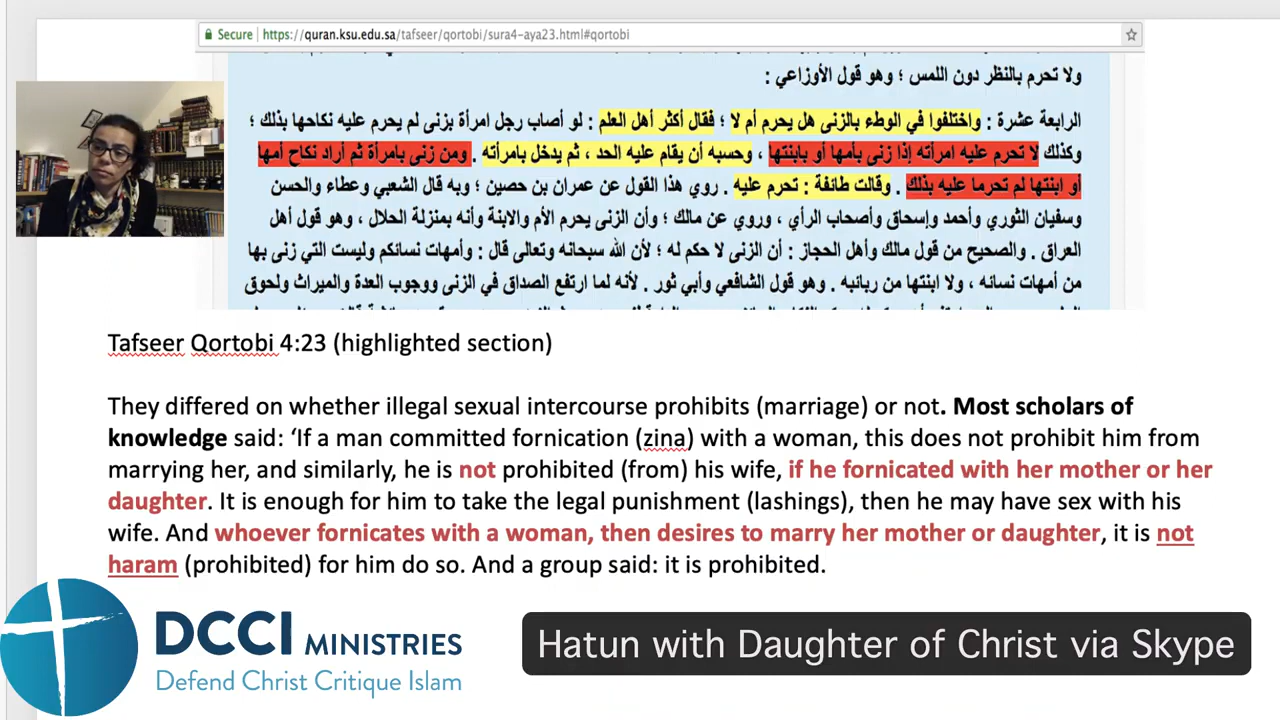 Secure https://quran.ksu.edu.sa/tafseer/qortobi/sura4-aya23.html#qortobi
ولا تحرم بالنظر دون اللمس ؛ وهو قول الأوزاعي :
الرابعة عشرة : واختلفوا في الوطء بالزنى هل يحرم أم لا ؛ فقال أكثر أهل العلم : لو أصاب رجل امرأة بزنى لم يحرم عليه نكاحها بذلك ؛
وكذلك لا تحرم عليه امرأته إذا زنى بأمها أو بابنتها ، وحسبه أن يقام عليه الحد ، ثم يدخل بامرأته . ومن زنى بامرأة ثم أراد نكاح أمها
أو ابنتها لم تحرما عليه بذلك . وقالت طائفة : تحرم عليه . روي هذا القول عن عمران بن حصين ؛ وبه قال الشعبي وعطاء والحسن
وسفيان الثوري وأحمد وإسحاق وأصحاب الرأي ، وروي عن مالك ؛ وأن الزنى يحرم الأم والابنة وأنه بمنزلة الحلال ، وهو قول أهل
العراق . والصحيح من قول مالك وأهل الحجاز : أن الزنى لا حكم له ؛ لأن الله سبحانه وتعالى قال : وأمهات نسائكم وليست التي زنى بها
من أمهات نسائه ، ولا ابنتها من ربائبه . وهو قول الشافعي وأبي ثور . لأنه لما ارتفع الصداق في الزنى ووجوب العدة والميراث ولحوق
Tafseer Qortobi 4:23 (highlighted section)
They differed on whether illegal sexual intercourse prohibits (marriage) or not. Most scholars of
knowledge said: ‘If a man committed fornication (zina) with a woman, this does not prohibit him from
marrying her, and similarly, he is not prohibited (from) his wife, if he fornicated with her mother or her
daughter. It is enough for him to take the legal punishment (lashings), then he may have sex with his
wife. And whoever fornicates with a woman, then desires to marry her mother or daughter, it is not
haram (prohibited) for him do so. And a group said: it is prohibited.
DCCI MINISTRIES
Defend Christ Critique Islam
Hatun with Daughter of Christ via Skype